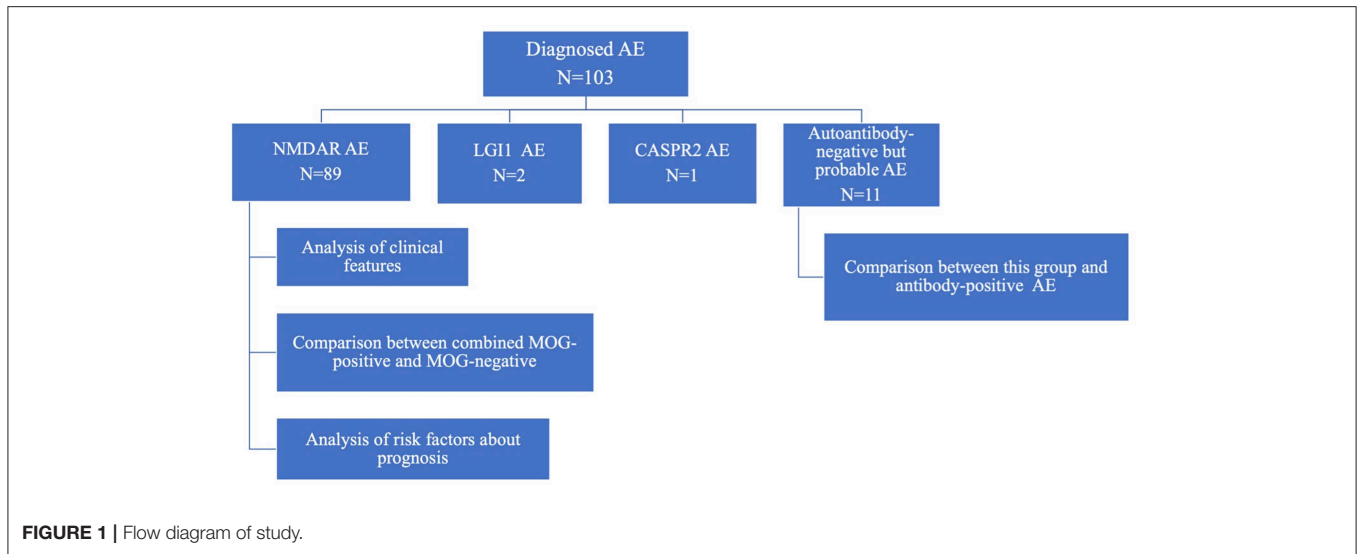 Diagnosed AE
N=103
NMDAR AE
N=89
LGI1 AE
N=2
CASPR2 AE
N=1
Autoantibody-
negative but
probable AE
N=11
Analysis of clinical
features
Comparison between this group and
antibody-positive AE
Comparison between combined MOG-
positive and MOG-negative
Analysis of risk factors about
prognosis
FIGURE 1 | Flow diagram of study.